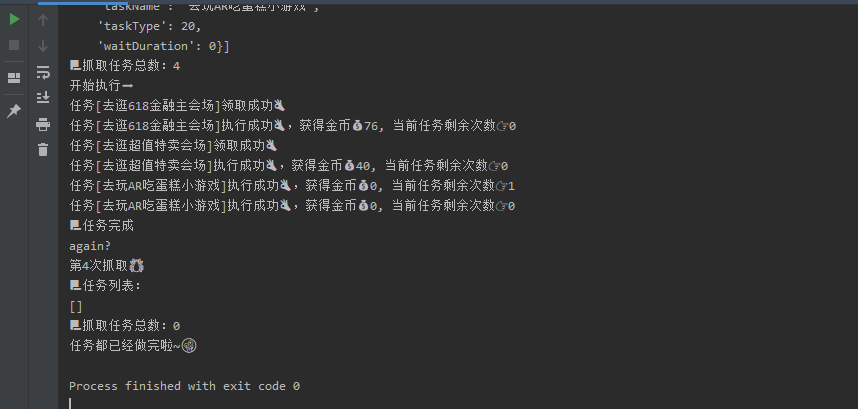 'taskName': '去玩AR吃蛋糕小游戏',
'taskType': 20,
'waitDuration': 0}]
📃抓取任务总数：4
开始执行➡
任务[去逛618金融主会场]领取成功👏
任务[去逛618金融主会场]执行成功👏，获得金币💰76, 当前任务剩余次数👉0
任务[去逛超值特卖会场]领取成功👏
任务[去逛超值特卖会场]执行成功👏，获得金币💰40, 当前任务剩余次数👉0
任务[去玩AR吃蛋糕小游戏]执行成功👏，获得金币💰0, 当前任务剩余次数👉1
任务[去玩AR吃蛋糕小游戏]执行成功👏，获得金币💰0, 当前任务剩余次数👉0
📃任务完成
again?
第4次抓取
📃任务列表：
[]
📃抓取任务总数：0
任务都已经做完啦~
Process finished with exit code 0